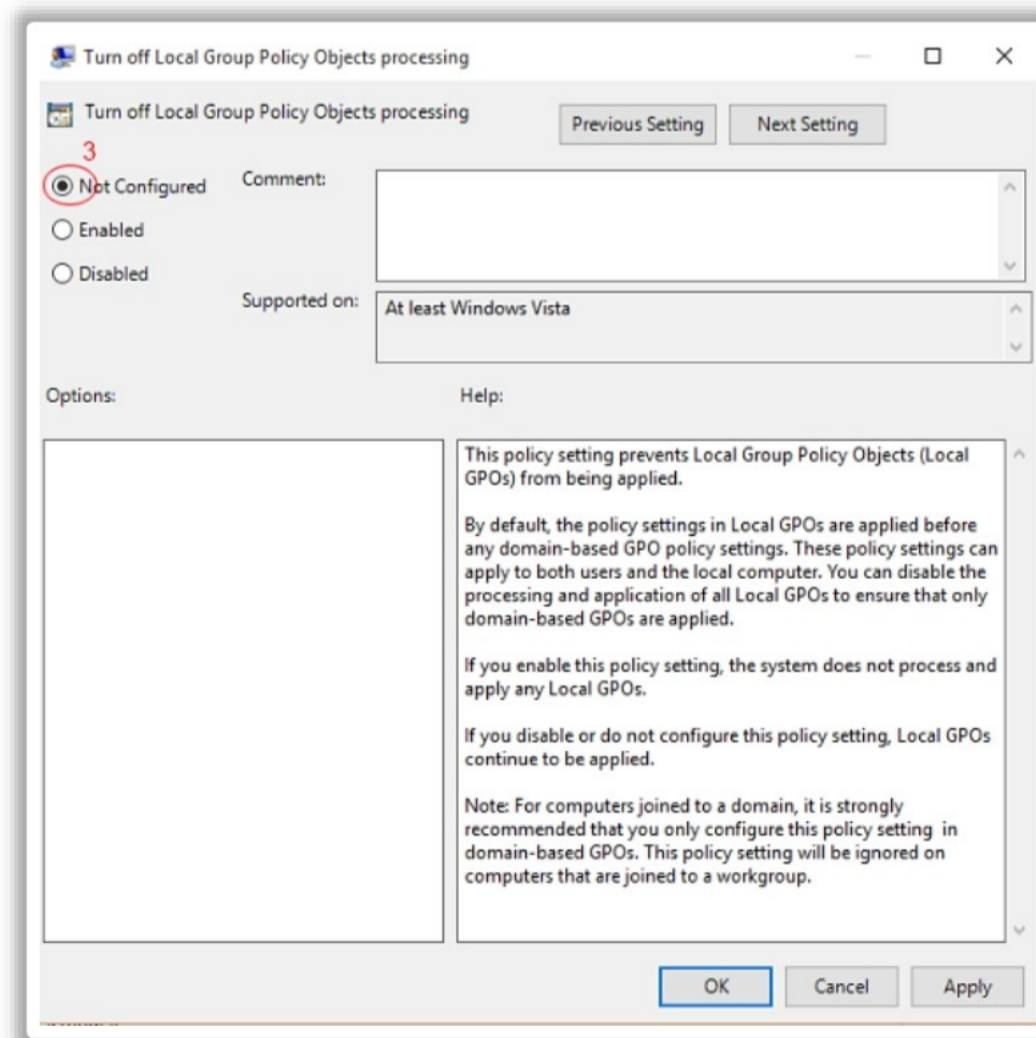 Turn off Local Group Policy Objects processing
Turn off Local Group Policy Objects processing
Previous Setting
Next Setting
3
Not Configured
Comment:
Enabled
Disabled
Supported on:
At least Windows Vista
Options:
Help:
This policy setting prevents Local Group Policy Objects (Local
GPOs) from being applied.
By default, the policy settings in Local GPOs are applied before
any domain-based GPO policy settings. These policy settings can
apply to both users and the local computer. You can disable the
processing and application of all Local GPOs to ensure that only
domain-based GPOs are applied.
If you enable this policy setting, the system does not process and
apply any Local GPOs.
If you disable or do not configure this policy setting, Local GPOs
continue to be applied.
Note: For computers joined to a domain, it is strongly
recommended that you only configure this policy setting  in
domain-based GPOs. This policy setting will be ignored on
computers that are joined to a workgroup.
OK
Cancel
Apply